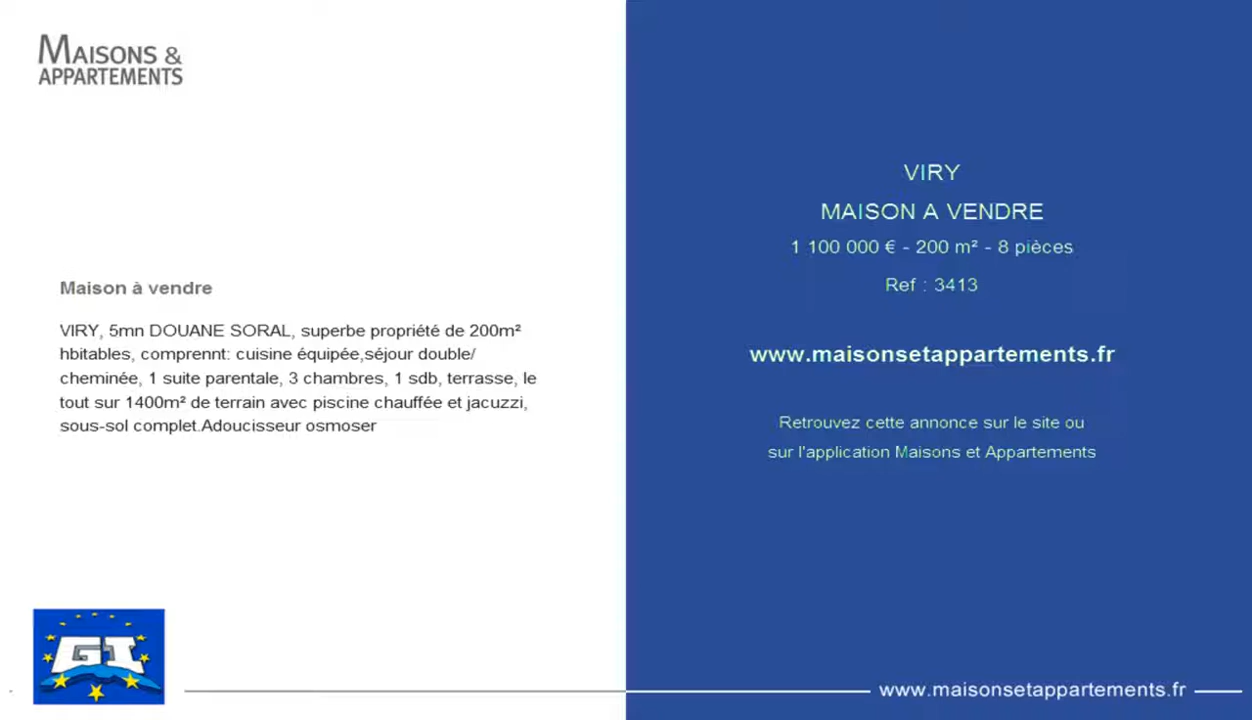 MAISONS &
APPARTEMENTS
Maison à vendre
VIRY, 5mn DOUANE SORAL, superbe propriété de 200m²
hbitables, comprennt: cuisine équipée,séjour double/
cheminée, 1 suite parentale, 3 chambres, 1 sdb, terrasse, le
tout sur 1400m² de terrain avec piscine chauffée et jacuzzi,
sous-sol complet.Adoucisseur osmoser
GI
VIRY
MAISON A VENDRE
1 100 000 € - 200 m² - 8 pièces
Ref : 3413
www.maisonsetappartements.fr
Retrouvez cette annonce sur le site ou
sur l'application Maisons et Appartements
www.maisonsetappartements.fr